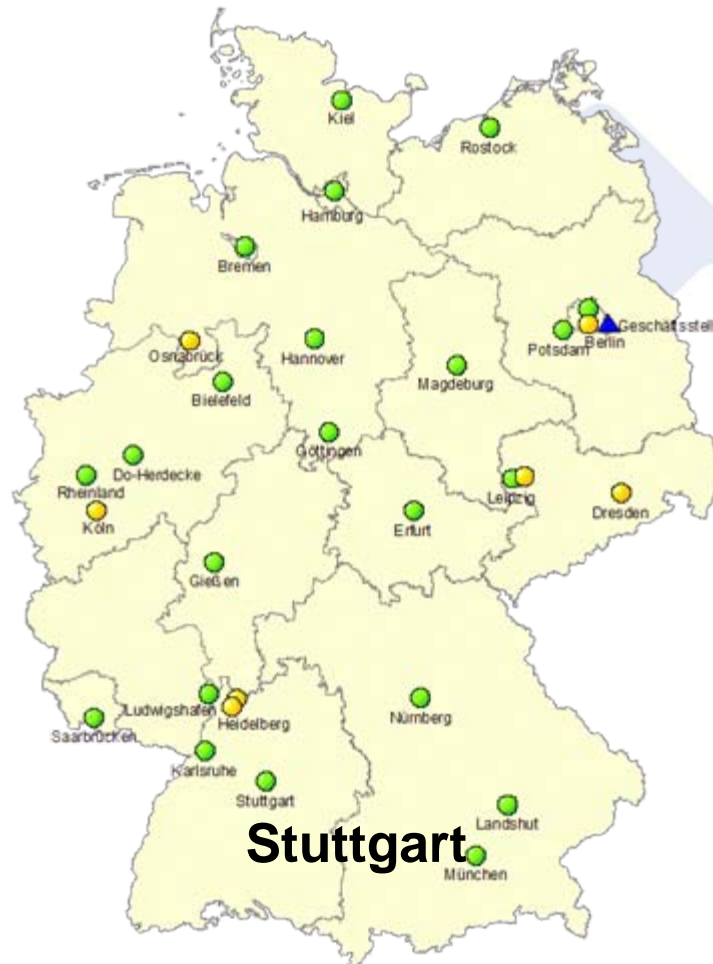 Kiel
Rostock
Hamburg
Bremen
Geschäftsstell
Berlin
Potsdam
Osnabrück
Hannover
Magdeburg
Bielefeld
Göttingen
Do-Herdecke
Rheinland
Leipzig
Dresden
Köln
Erfurt
Gießen
Ludwigshafen
Heidelberg
Nürnberg
Saarbrücken
Karlsruhe
Stuttgart
Landshut
Stuttgart
München